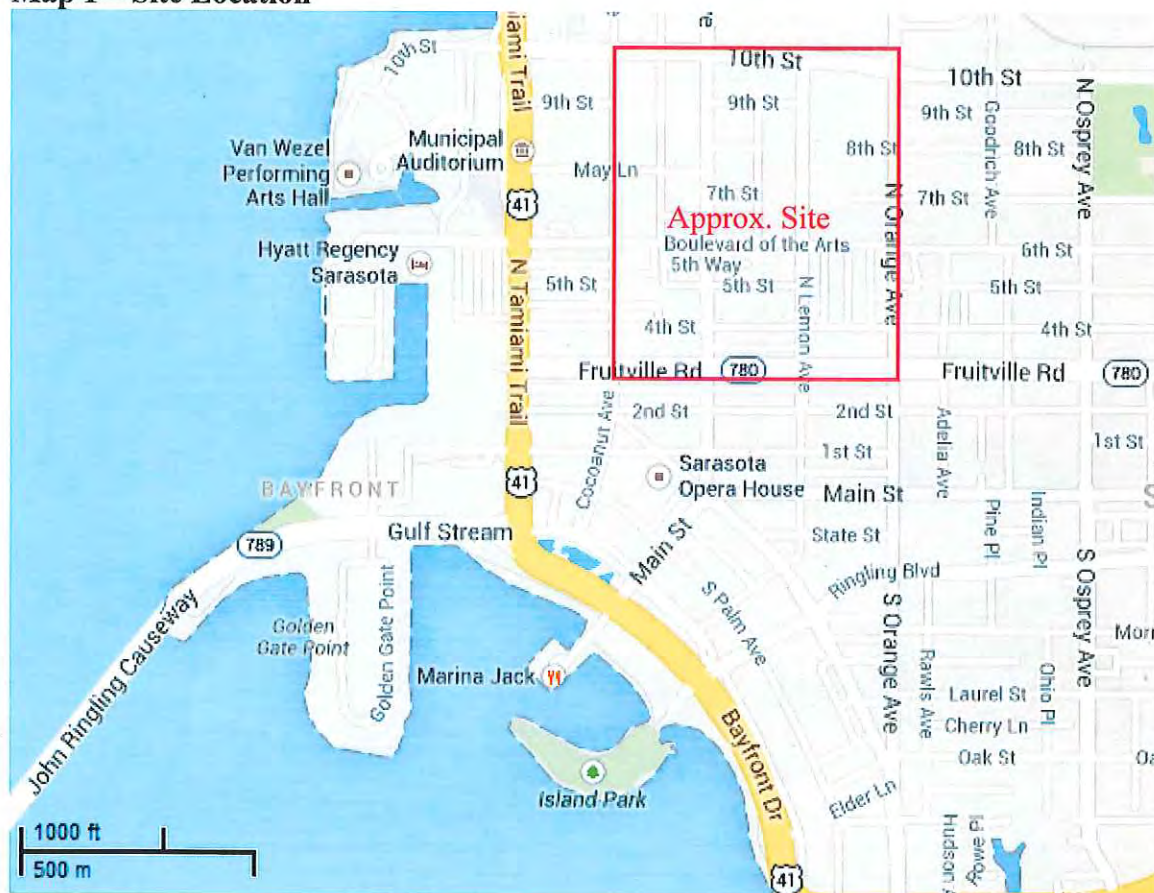 Map 1 – Site Location
10th St
10th St
10th St
9th St
9th St
9th St
Municipal
Auditorium
Van Wezel
Performing
Arts Hall
May Ln
8th St
8th St
7th St
7th St
Goodrich Ave
N Osprey Ave
41
Approx. Site
Boulevard of the Arts
5th Way
6th St
Hyatt Regency
Sarasota
N Tamiami Trail
5th St
5th St
5th St
N Lemon Ave
N Orange Ave
4th St
4th St
Fruitville Rd
780
Fruitville Rd
780
Cocoanut Ave
2nd St
2nd St
1st St
1st St
Adelia Ave
Sarasota
Opera House
Main St
BAYFRONT
41
Gulf Stream
789
Main St
State St
Pine Pl
Indian Pl
Ringling Blvd
S Palm Ave
S Orange Ave
S Osprey Ave
John Ringling Causeway
Golden
Gate Point
Golden Gate Point
Marina Jack
Rawls Ave
Ohio Pl
Laurel St
Cherry Ln
Oak St
Bayfront Dr
Island Park
Elder Ln
Hudson
1000 ft
500 m
41